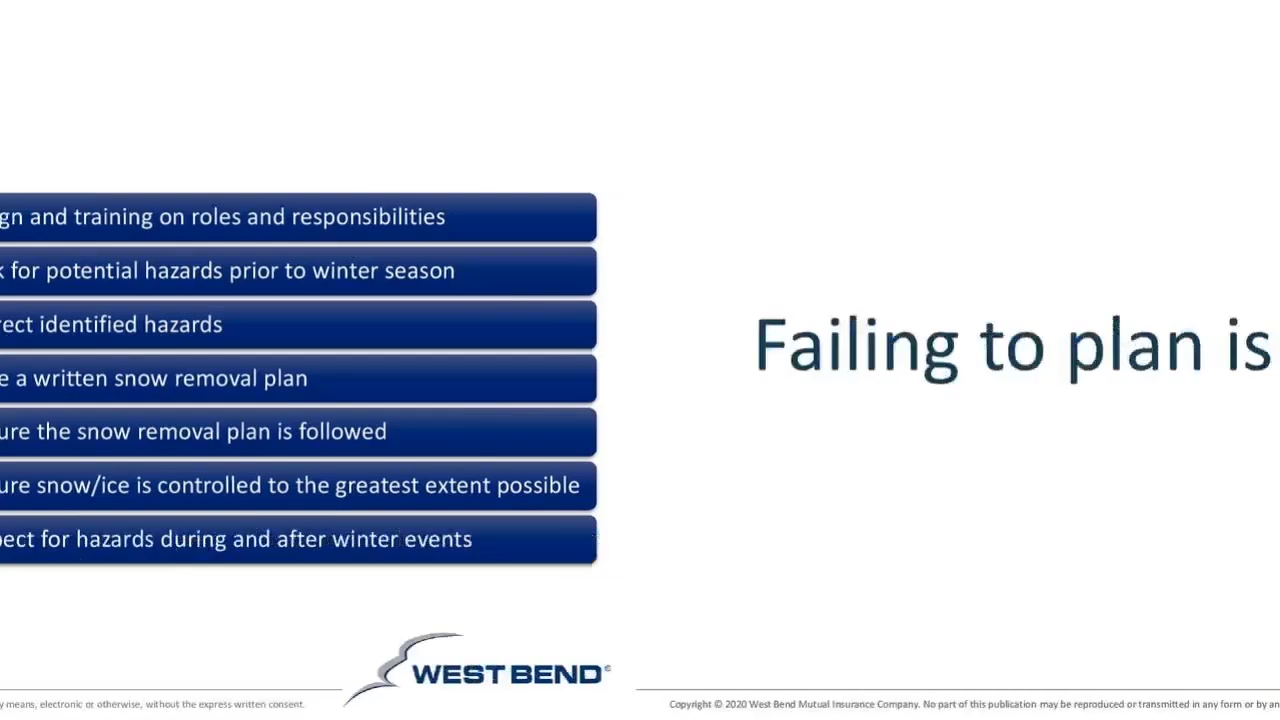 gn and training on roles and responsibilities
for potential hazards prior to winter season
rect identified hazards
e a written snow removal plan
ure the snow removal plan is followed
ure snow/ice is controlled to the greatest extent possible
pect for hazards during and after winter events
WEST BEND®
y means, electronic or otherwise, without the express written consent.
Failing to plan is
Copyright © 2020 West Bend Mutual Insurance Company. No part of this publication may be reproduced or transmitted in any form or by an